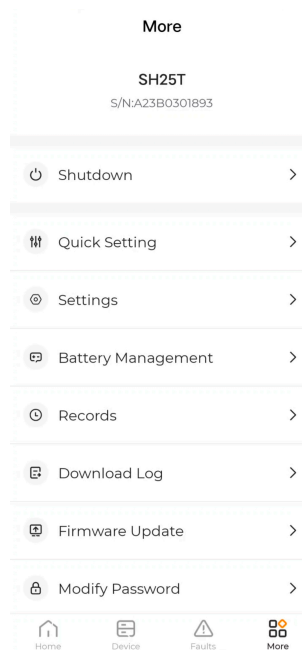 More
SH25T
S/N:A23B0301893
Shutdown
Quick Setting
Settings
Battery Management
Records
Download Log
Firmware Update
Modify Password
Home Device Faults More